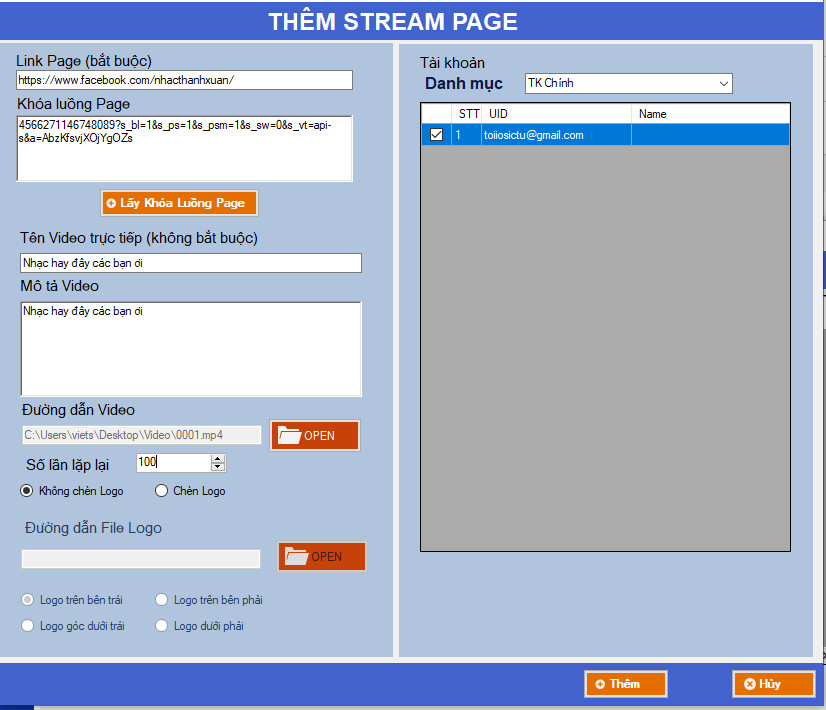 THÊM STREAM PAGE
Link Page (bắt buộc)
https://www.facebook.com/nhacthanhxuan/
Khóa luồng Page
4566271146748089?s_bl=1&s_ps=1&s_psm=1&s_sw=0&s_vt=api-
s&a=AbzKfsvjXOjYgOZs
Lấy Khóa Luồng Page
Tên Video trực tiếp (không bắt buộc)
Nhạc hay đây các bạn ơi
Mô tả Video
Nhạc hay đây các bạn ơi
Đường dẫn Video
C:\Users\viets\Desktop\Video\0001.mp4
OPEN
Số lần lặp lại
100
Không chèn Logo
Chèn Logo
Đường dẫn File Logo
OPEN
Logo trên bên trái
Logo trên bên phải
Logo góc dưới trái
Logo dưới phải
Tài khoản
Danh mục
TK Chính
STT UID Name
1 toiiosictu@gmail.com
Thêm
Hủy